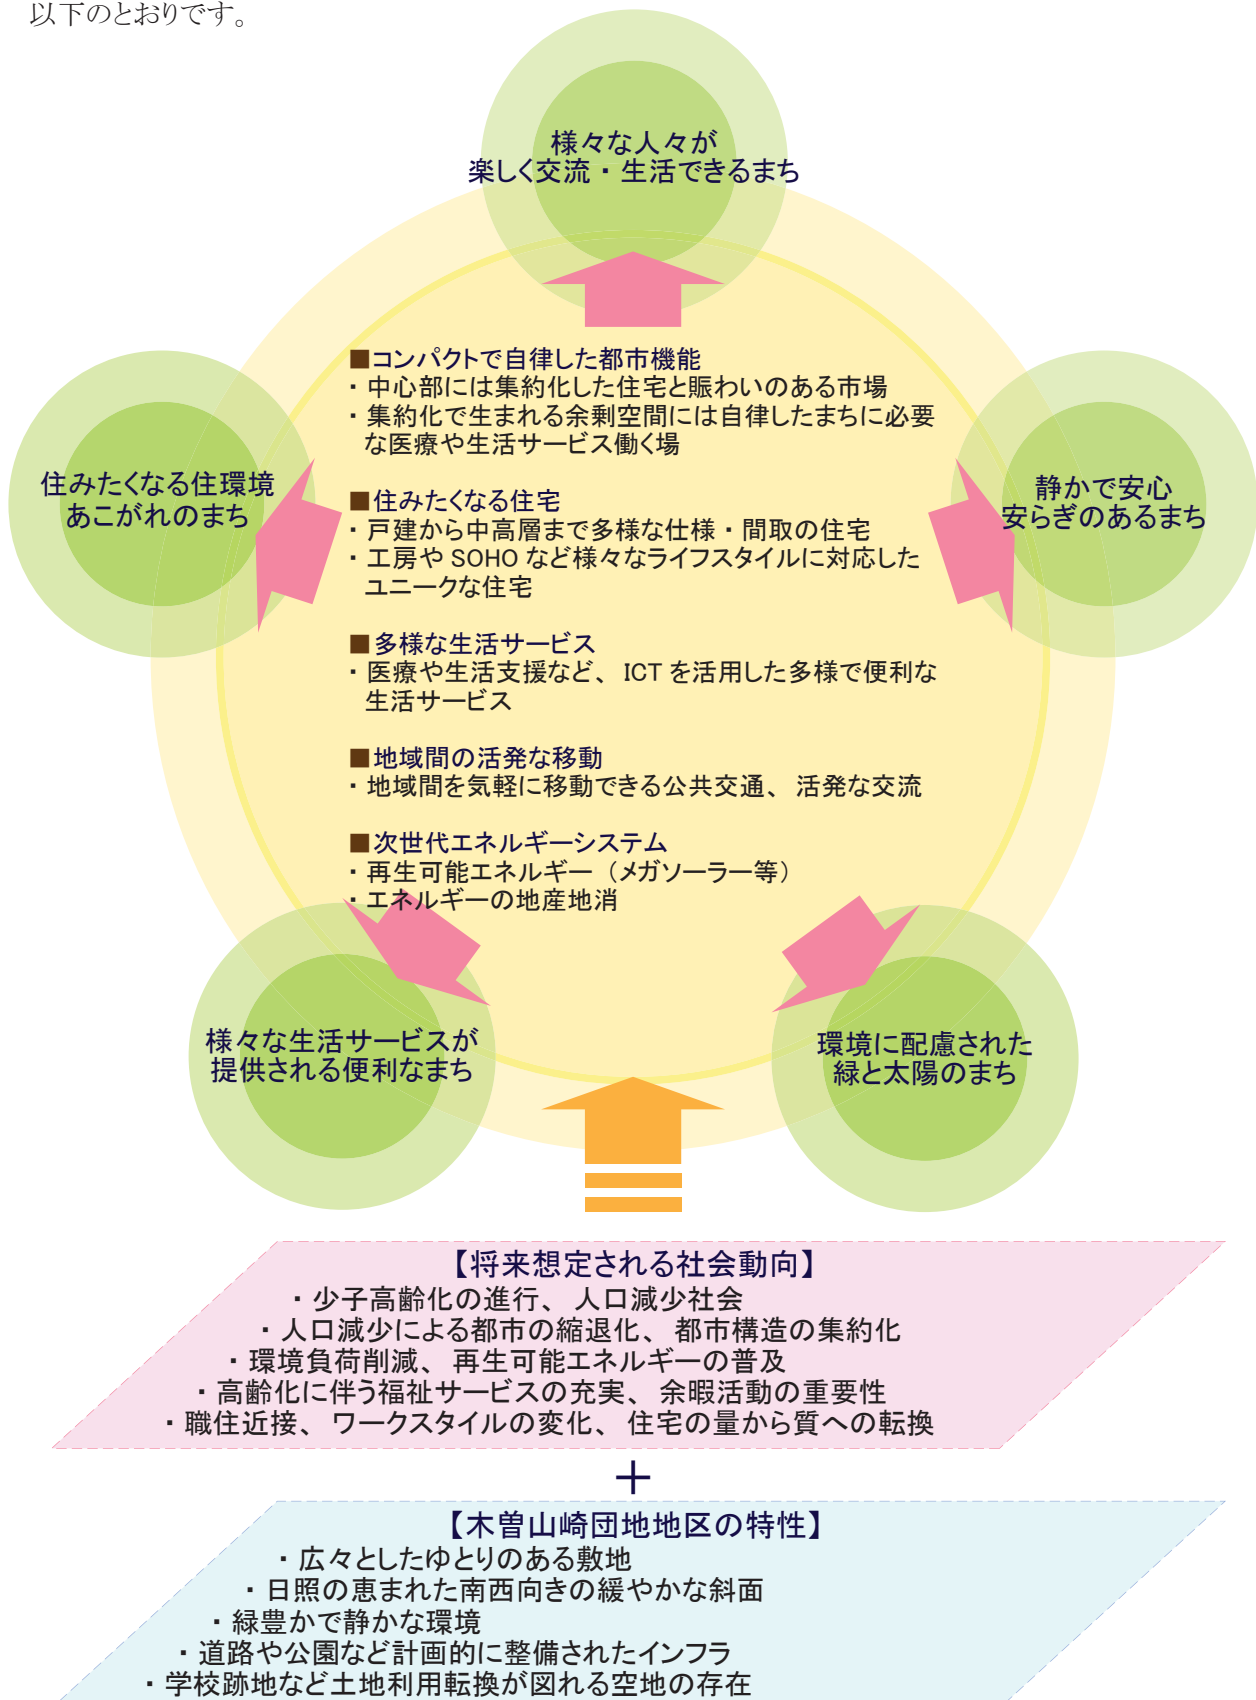 以下のとおりです。
様々な人々が
楽しく交流・生活できるまち
■コンパクトで自律した都市機能
・中心部には集約化した住宅と賑わいのある市場
・集約化で生まれる余剰空間には自律したまちに必要
な医療や生活サービス働く場
住みたくなる住環境
あこがれのまち
静かで安心
安らぎのあるまち
■住みたくなる住宅
・戸建から中高層まで多様な仕様・間取の住宅
・工房や SOHO など様々なライフスタイルに対応した
ユニークな住宅
■多様な生活サービス
・医療や生活支援など、ICT を活用した多様で便利な
生活サービス
■地域間の活発な移動
・地域間を気軽に移動できる公共交通、活発な交流
■次世代エネルギーシステム
・再生可能エネルギー（メガソーラー等）
・エネルギーの地産地消
様々な生活サービスが
提供される便利なまち
環境に配慮された
緑と太陽のまち
【将来想定される社会動向】
・少子高齢化の進行、人口減少社会
・人口減少による都市の縮退化、都市構造の集約化
・環境負荷削減、再生可能エネルギーの普及
・高齢化に伴う福祉サービスの充実、余暇活動の重要性
・職住近接、ワークスタイルの変化、住宅の量から質への転換
＋
【木曽山崎団地地区の特性】
・広々としたゆとりのある敷地
・日照の恵まれた南西向きの緩やかな斜面
・緑豊かで静かな環境
・道路や公園など計画的に整備されたインフラ
・学校跡地など土地利用転換が図れる空地の存在